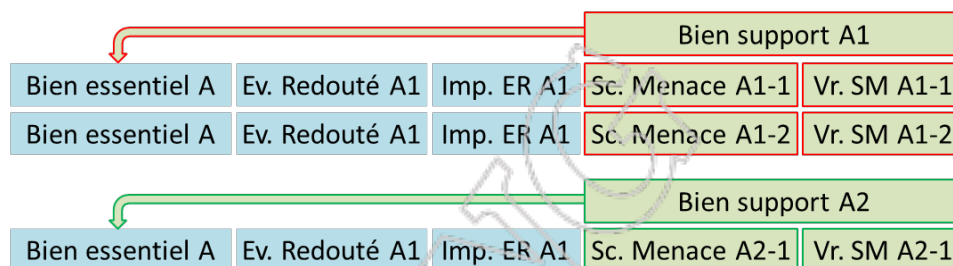 Bien support A1
Bien essentiel A Ev. Redouté A1 Imp. ER A1 Sc. Menace A1-1 Vr. SM A1-1
Bien essentiel A Ev. Redouté A1 Imp. ER A1 Sc. Menace A1-2 Vr. SM A1-2
Bien support A2
Bien essentiel A Ev. Redouté A1 Imp. ER A1 Sc. Menace A2-1 Vr. SM A2-1